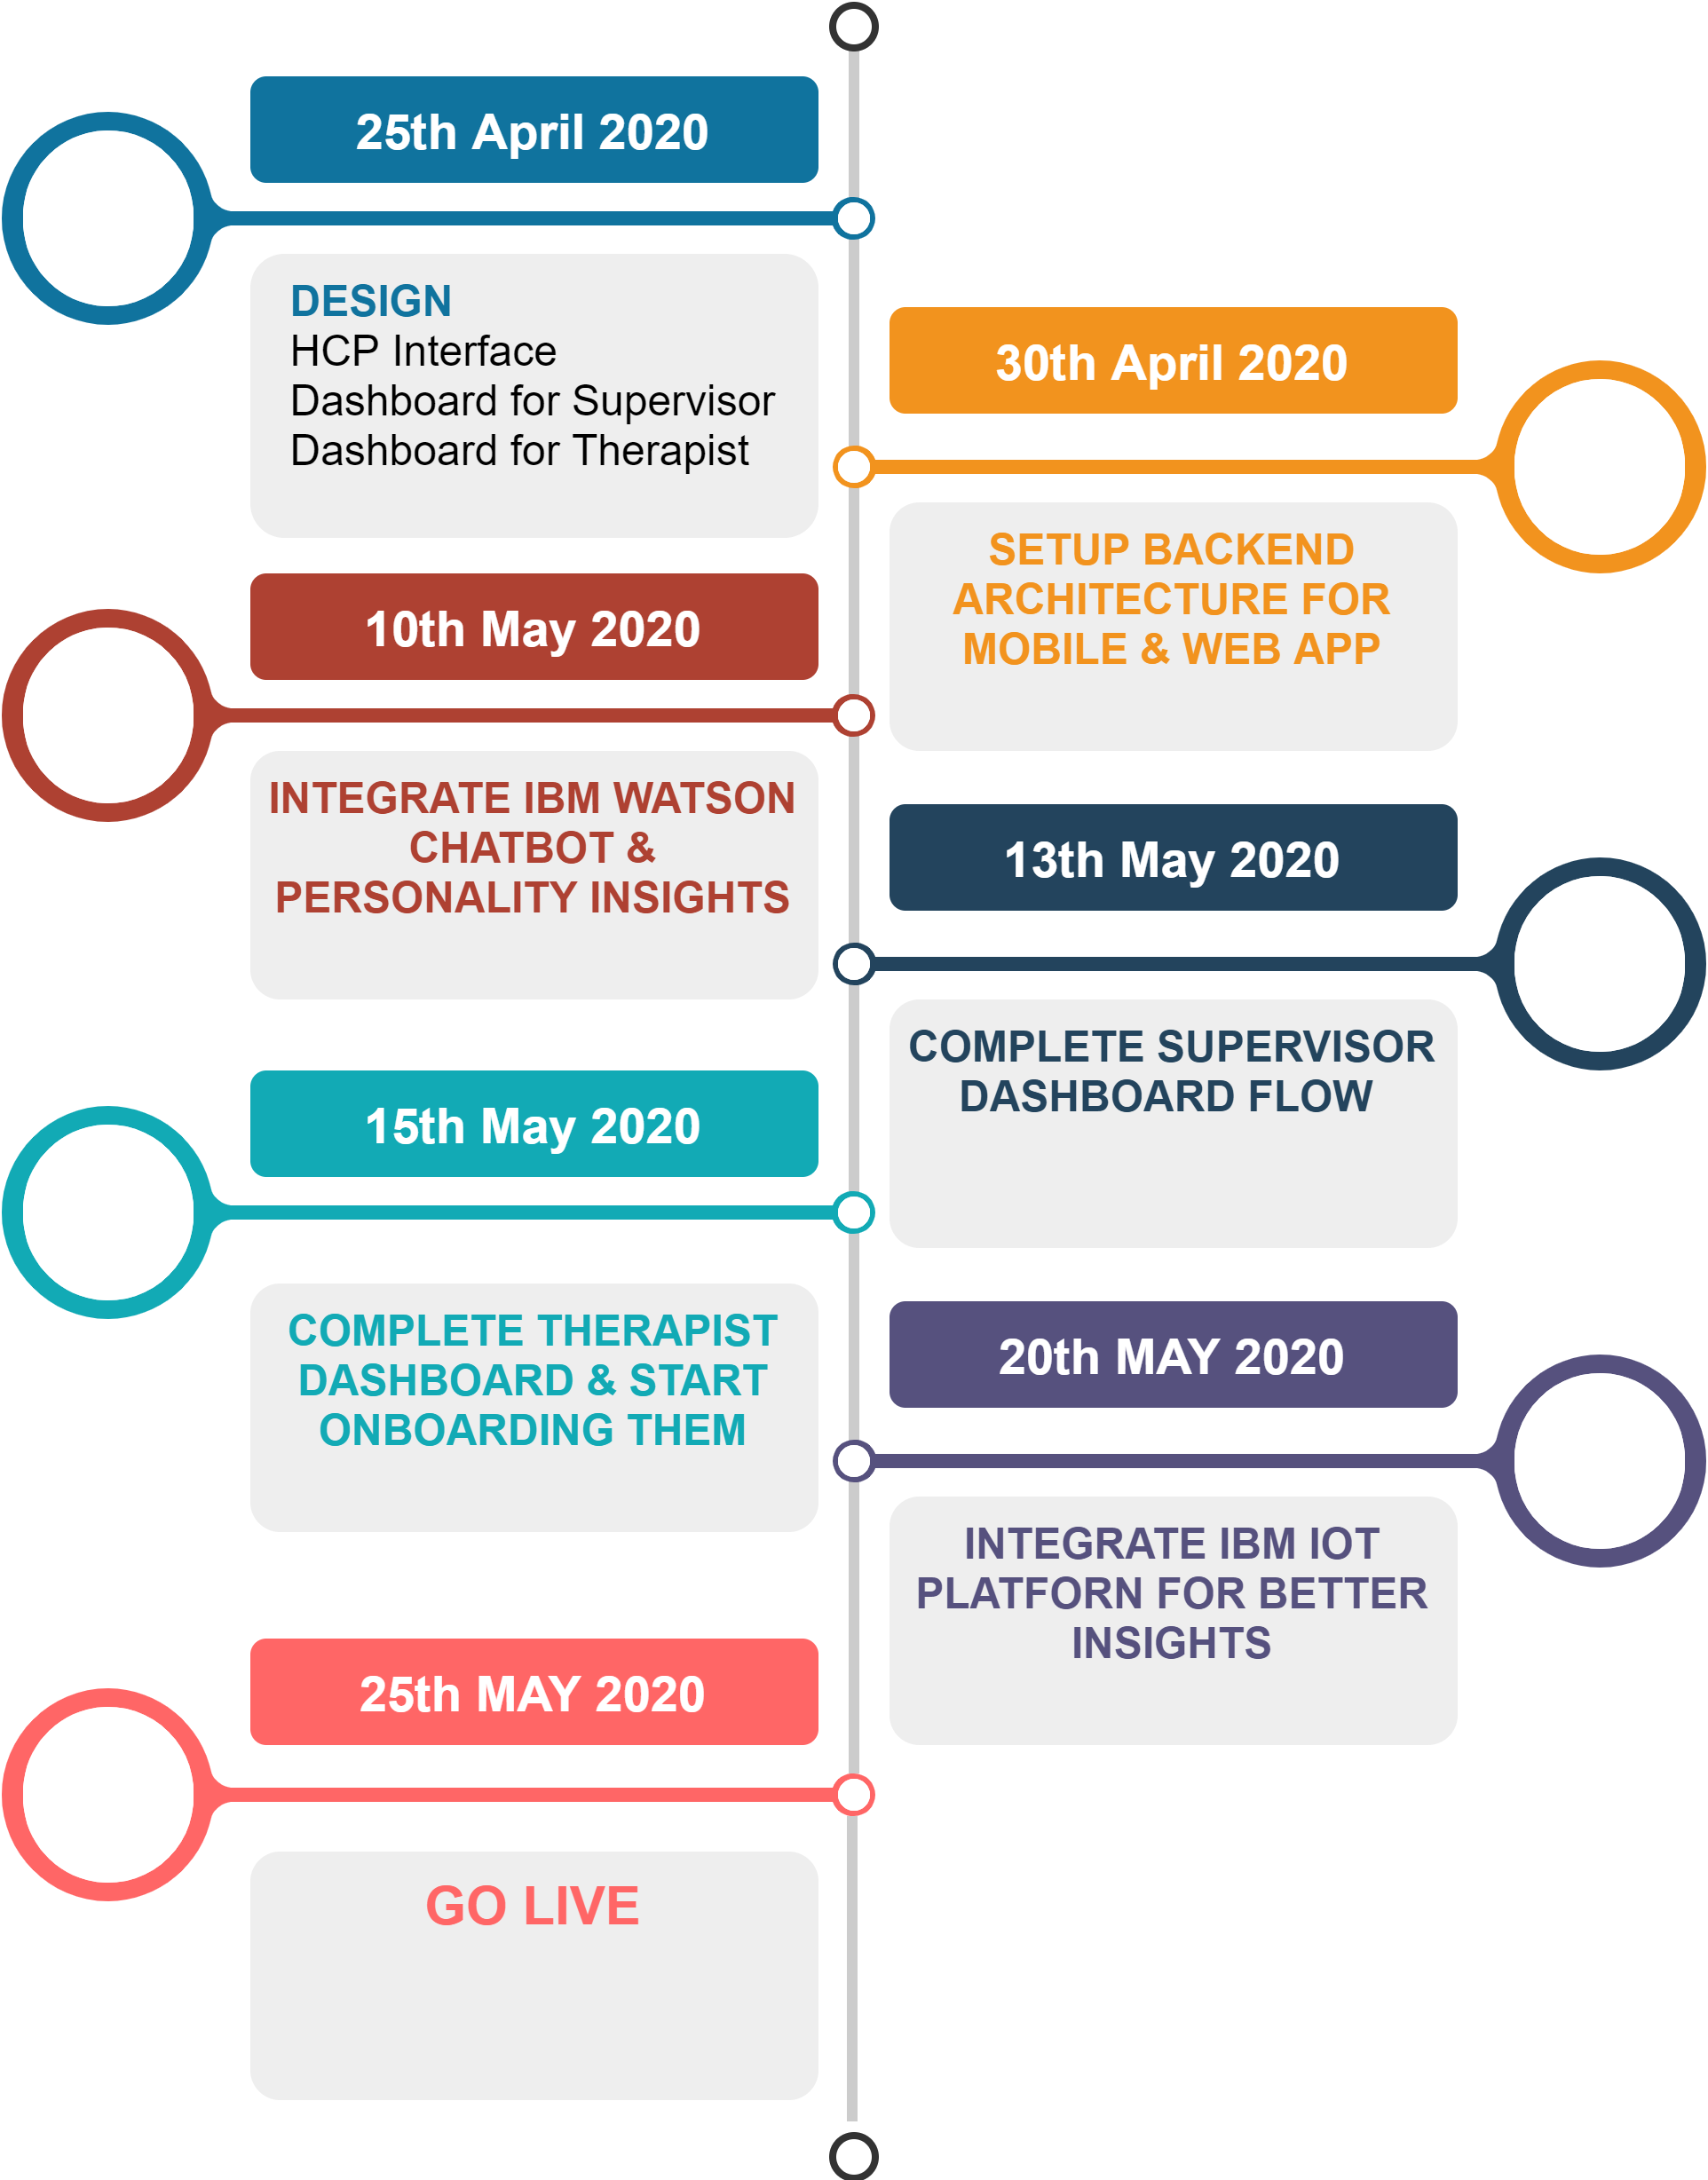 25th April 2020
DESIGN
HCP Interface
Dashboard for Supervisor
Dashboard for Therapist
30th April 2020
SETUP BACKEND
ARCHITECTURE FOR
MOBILE & WEB APP
10th May 2020
INTEGRATE IBM WATSON
CHATBOT &
PERSONALITY INSIGHTS
13th May 2020
COMPLETE SUPERVISOR
DASHBOARD FLOW
15th May 2020
COMPLETE THERAPIST
DASHBOARD & START
ONBOARDING THEM
20th MAY 2020
INTEGRATE IBM IOT
PLATFORN FOR BETTER
INSIGHTS
25th MAY 2020
GO LIVE